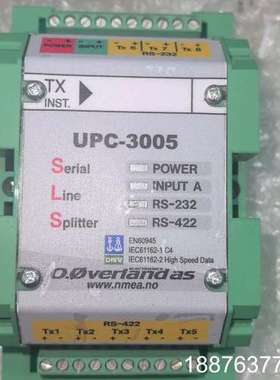 POWER INPUT Tx 6 Tx 7 Tx 8
RS-232
TX
INST.
UPC-3005
Serial POWER
Line INPUT A
Splitter RS-232
RS-422
EN60945
IEC61162-1 C4
IEC61162-2 High Speed Data
DNV
D.Øverland as
www.nmea.no
RS-422
Tx1 Tx2 Tx3 Tx4 Tx5
18876377